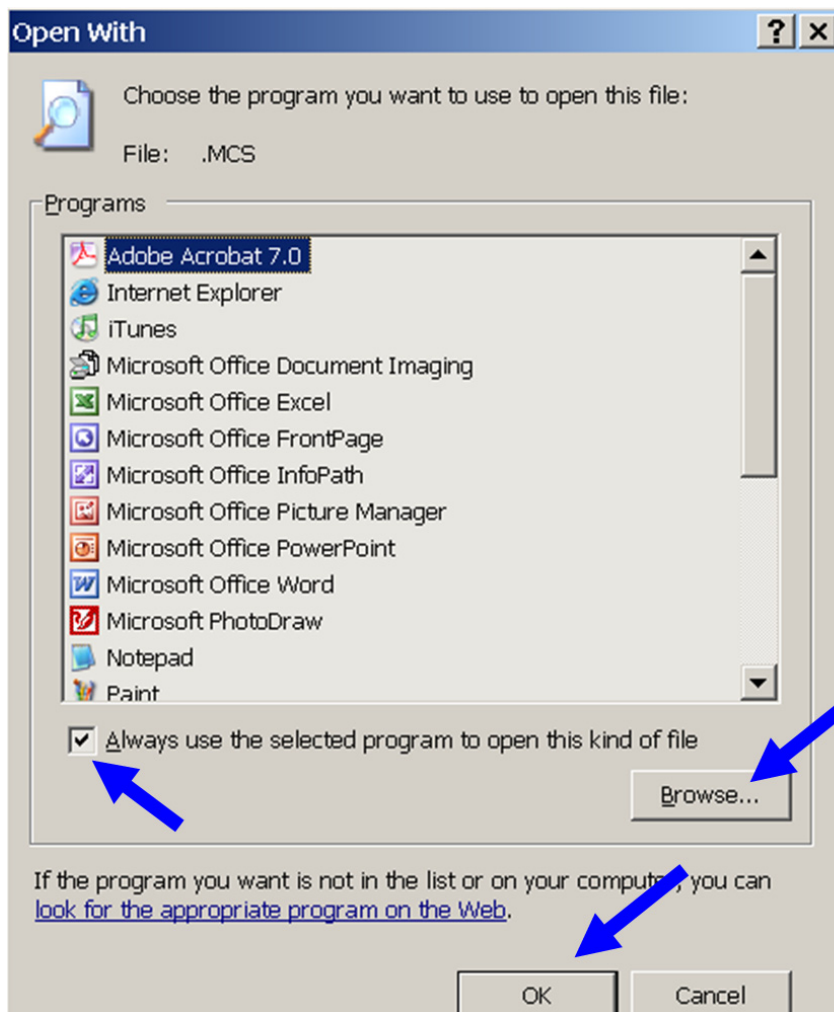 Open With
Choose the program you want to use to open this file:
File: .MCS
Programs
Adobe Acrobat 7.0
Internet Explorer
iTunes
Microsoft Office Document Imaging
Microsoft Office Excel
Microsoft Office FrontPage
Microsoft Office InfoPath
Microsoft Office Picture Manager
Microsoft Office PowerPoint
Microsoft Office Word
Microsoft PhotoDraw
Notepad
Paint
Always use the selected program to open this kind of file
Browse...
If the program you want is not in the list or on your computer, you can
look for the appropriate program on the Web.
OK Cancel